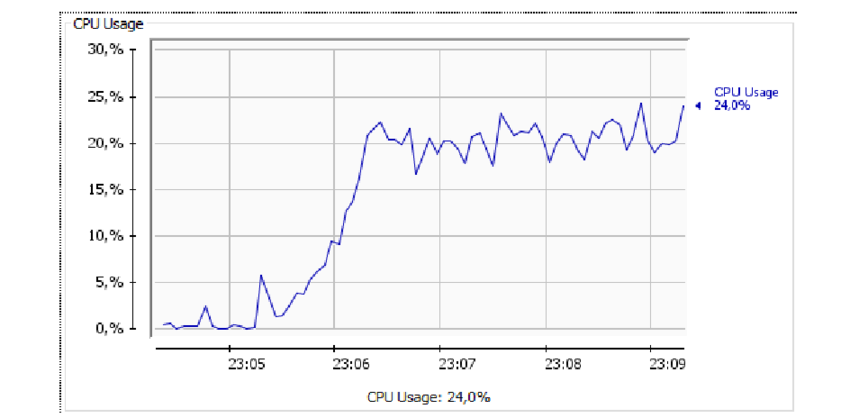 CPU Usage
30,%
25,%
20,%
15,%
10,%
5,%
0,%
CPU Usage
24,0%
23:05 23:06 23:07 23:08 23:09
CPU Usage: 24,0%